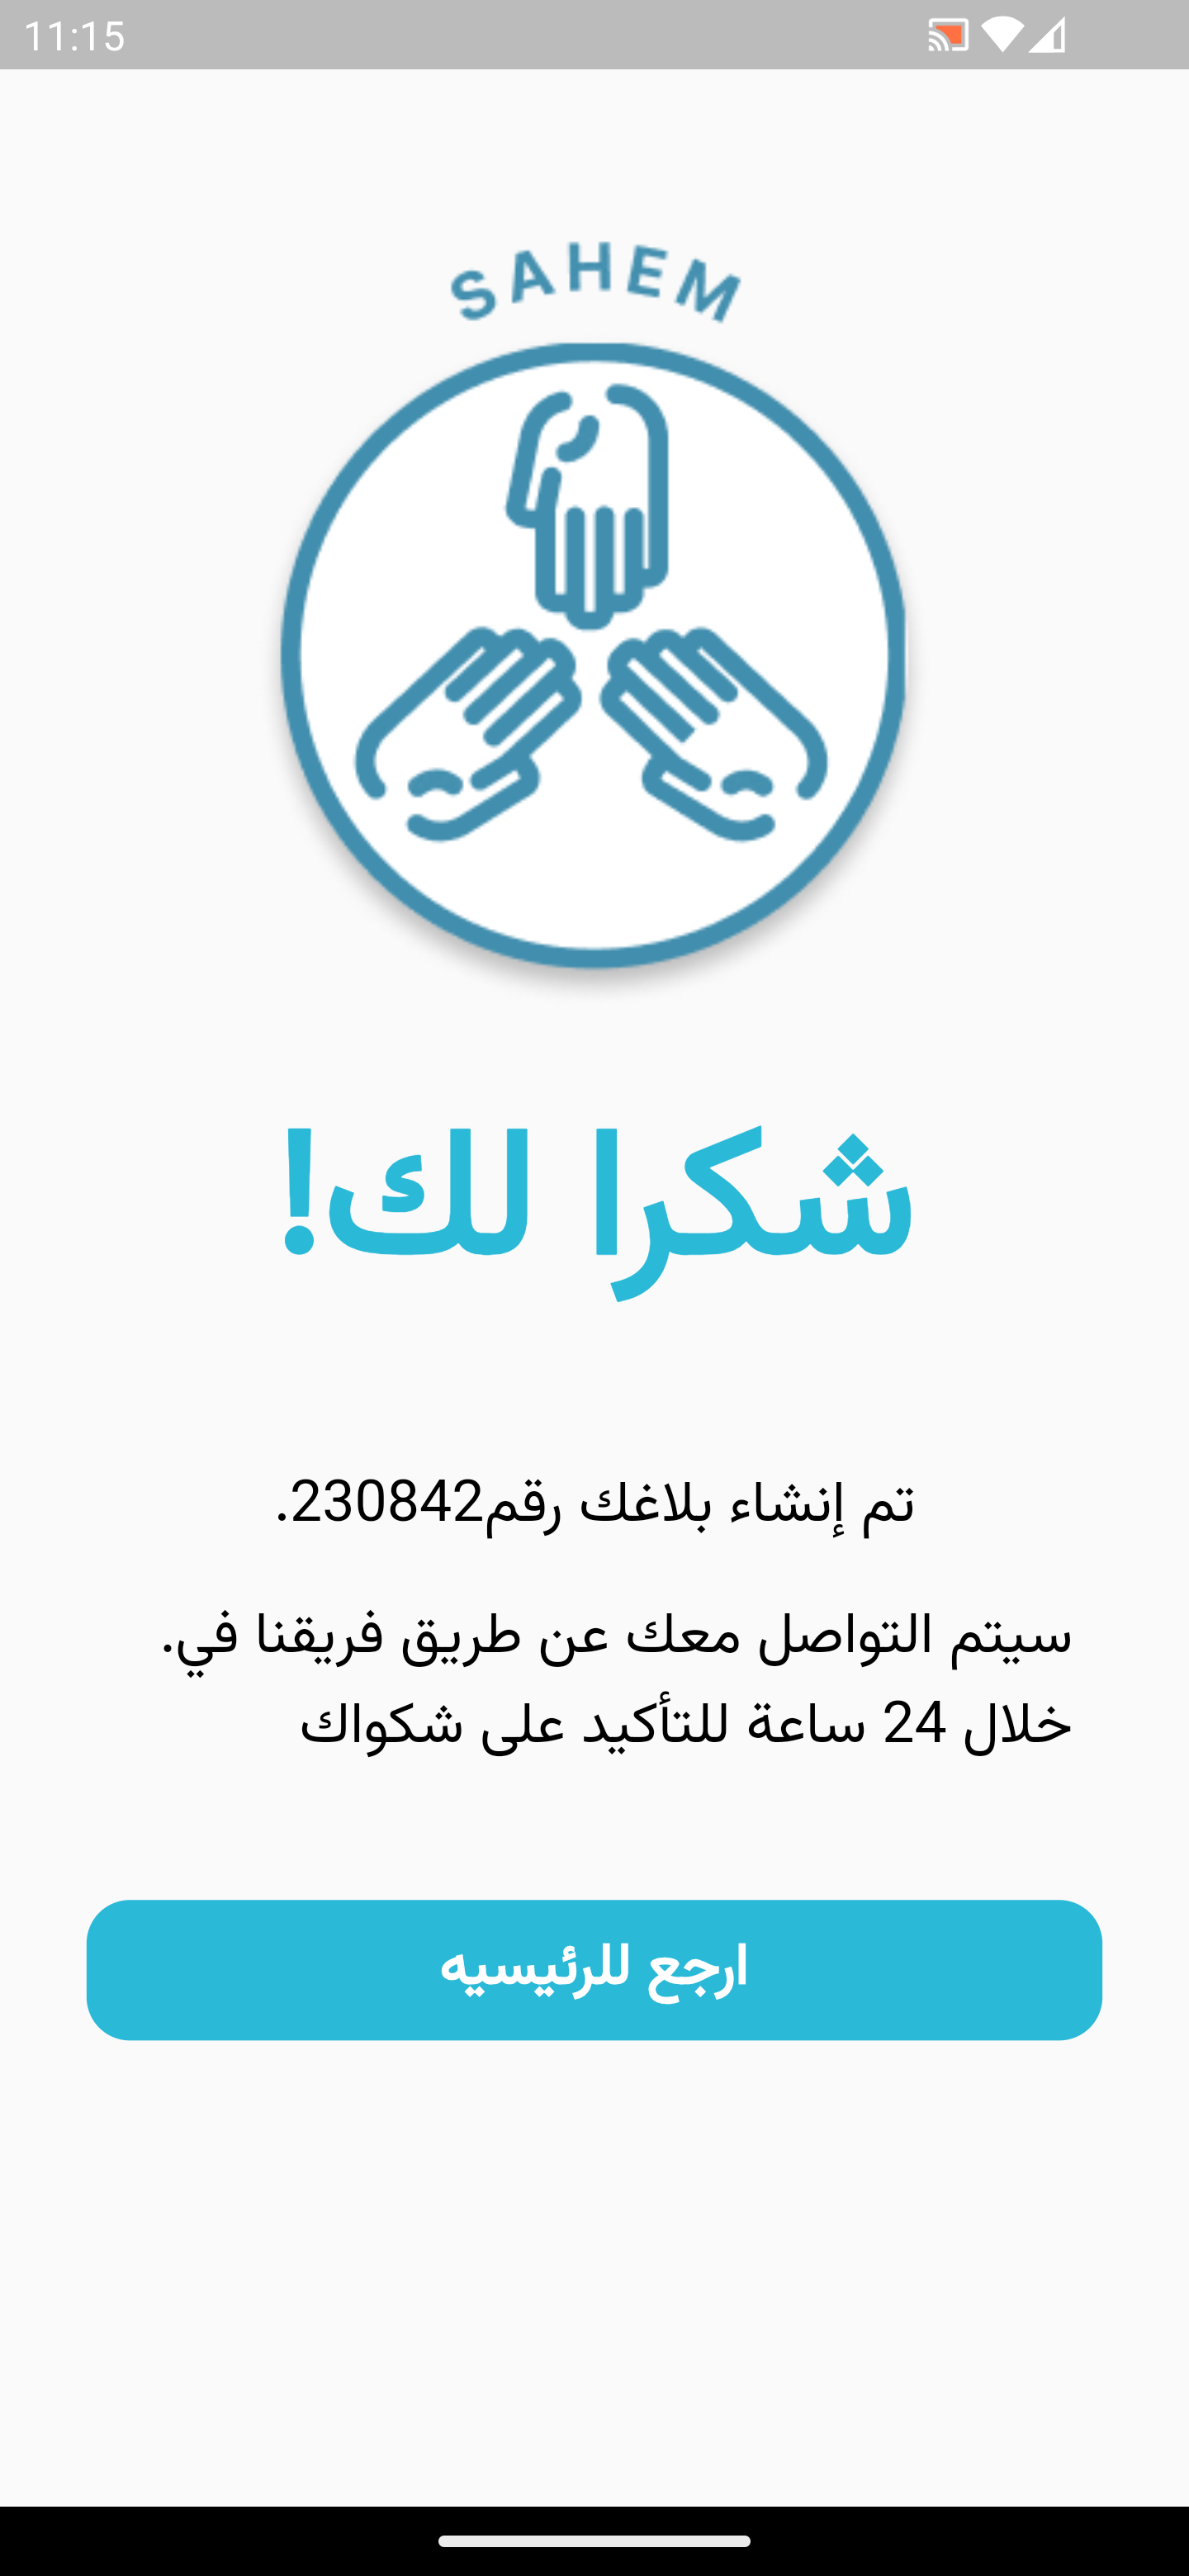 11:15
SAHEM
شكرا لك!
تم إنشاء بلاغك رقم230842.
سيتم التواصل معك عن طريق فريقنا في.
خلال 24 ساعة للتأكيد على شكواك
ارجع للرئيسيه